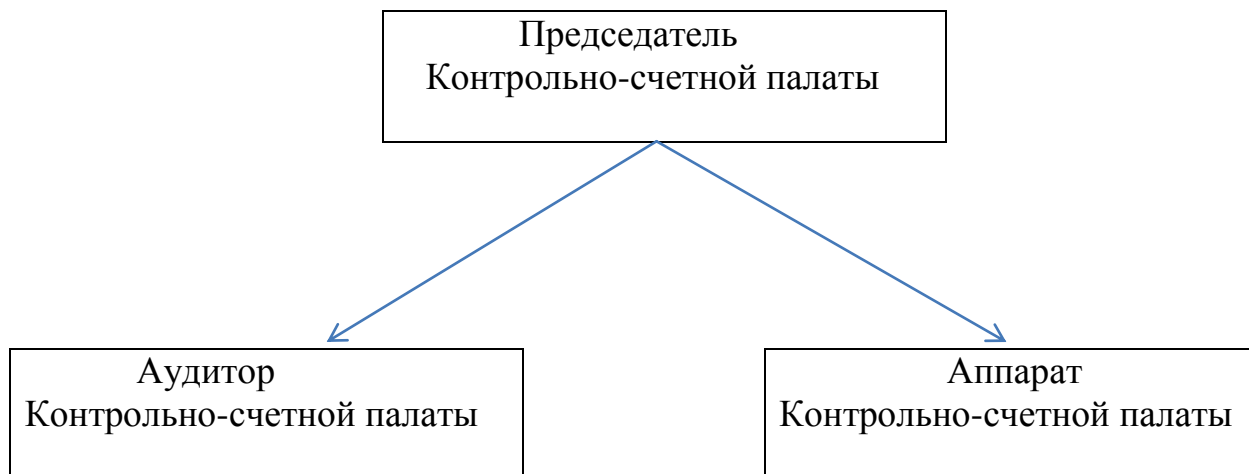 Председатель
Контрольно-счетной палаты
Аудитор
Контрольно-счетной палаты
Аппарат
Контрольно-счетной палаты